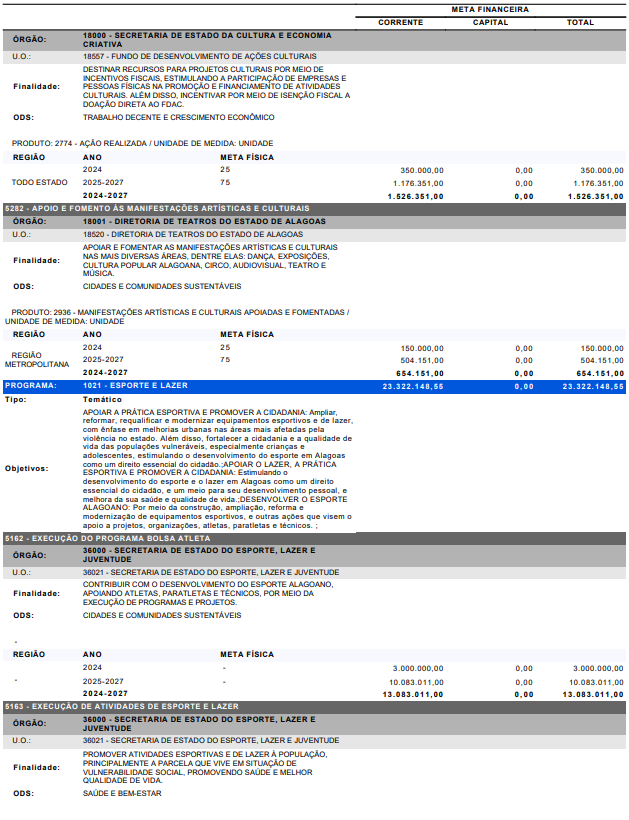 META FINANCEIRA
CORRENTE CAPITAL TOTAL
ÓRGÃO: 18000 - SECRETARIA DE ESTADO DA CULTURA E ECONOMIA
CRIATIVA
U.O.: 18557 - FUNDO DE DESENVOLVIMENTO DE AÇÕES CULTURAIS
Finalidade: DESTINAR RECURSOS PARA PROJETOS CULTURAIS POR MEIO DE
INCENTIVOS FISCAIS, ESTIMULANDO A PARTICIPAÇÃO DE EMPRESAS E
PESSOAS FÍSICAS NA PROMOÇÃO E FINANCIAMENTO DE ATIVIDADES
CULTURAIS. ALÉM DISSO, INCENTIVAR POR MEIO DE ISENÇÃO FISCAL A
DOAÇÃO DIRETA AO FDAC.
ODS: TRABALHO DECENTE E CRESCIMENTO ECONÔMICO
PRODUTO: 2774 - AÇÃO REALIZADA / UNIDADE DE MEDIDA: UNIDADE
REGIÃO ANO META FÍSICA
TODO ESTADO
2024 25 350.000,00 0,00 350.000,00
2025-2027 75 1.176.351,00 0,00 1.176.351,00
2024-2027 1.526.351,00 0,00 1.526.351,00
5282 - APOIO E FOMENTO ÀS MANIFESTAÇÕES ARTÍSTICAS E CULTURAIS
ÓRGÃO: 18001 - DIRETORIA DE TEATROS DO ESTADO DE ALAGOAS
U.O.: 18520 - DIRETORIA DE TEATROS DO ESTADO DE ALAGOAS
Finalidade: APOIAR E FOMENTAR AS MANIFESTAÇÕES ARTÍSTICAS E CULTURAIS
NAS MAIS DIVERSAS ÁREAS, DENTRE ELAS: DANÇA, EXPOSIÇÕES,
CULTURA POPULAR ALAGOANA, CIRCO, AUDIOVISUAL, TEATRO E
MÚSICA.
ODS: CIDADES E COMUNIDADES SUSTENTÁVEIS
PRODUTO: 2936 - MANIFESTAÇÕES ARTÍSTICAS E CULTURAIS APOIADAS E FOMENTADAS /
UNIDADE DE MEDIDA: UNIDADE
REGIÃO ANO META FÍSICA
REGIÃO
METROPOLITANA
2024 25 150.000,00 0,00 150.000,00
2025-2027 75 504.151,00 0,00 504.151,00
2024-2027 654.151,00 0,00 654.151,00
PROGRAMA: 1021 - ESPORTE E LAZER 23.322.148,55 0,00 23.322.148,55
Tipo: Temático
Objetivos: APOIAR A PRÁTICA ESPORTIVA E PROMOVER A CIDADANIA: Ampliar,
reformar, requalificar e modernizar equipamentos esportivos e de lazer,
com ênfase em melhorias urbanas nas áreas mais afetadas pela
violência no estado. Além disso, fortalecer a cidadania e a qualidade de
vida das populações vulneráveis, especialmente crianças e
adolescentes, estimulando o desenvolvimento do esporte em Alagoas
como um direito essencial do cidadão.;APOIAR O LAZER, A PRÁTICA
ESPORTIVA E PROMOVER A CIDADANIA: Estimulando o
desenvolvimento do esporte e o lazer em Alagoas como um direito
essencial do cidadão, e um meio para seu desenvolvimento pessoal, e
melhora da sua saúde e qualidade de vida.;DESENVOLVER O ESPORTE
ALAGOANO: Por meio da construção, ampliação, reforma e
modernização de equipamentos esportivos, e outras ações que visem o
apoio a projetos, organizações, atletas, paratletas e técnicos. ;
5162 - EXECUÇÃO DO PROGRAMA BOLSA ATLETA
ÓRGÃO: 36000 - SECRETARIA DE ESTADO DO ESPORTE, LAZER E
JUVENTUDE
U.O.: 36021 - SECRETARIA DE ESTADO DO ESPORTE, LAZER E JUVENTUDE
Finalidade: CONTRIBUIR COM O DESENVOLVIMENTO DO ESPORTE ALAGOANO,
APOIANDO ATLETAS, PARATLETAS E TÉCNICOS, POR MEIO DA
EXECUÇÃO DE PROGRAMAS E PROJETOS.
ODS: CIDADES E COMUNIDADES SUSTENTÁVEIS
-
REGIÃO ANO META FÍSICA
-
2024 - 3.000.000,00 0,00 3.000.000,00
2025-2027 - 10.083.011,00 0,00 10.083.011,00
2024-2027 13.083.011,00 0,00 13.083.011,00
5163 - EXECUÇÃO DE ATIVIDADES DE ESPORTE E LAZER
ÓRGÃO: 36000 - SECRETARIA DE ESTADO DO ESPORTE, LAZER E
JUVENTUDE
U.O.: 36021 - SECRETARIA DE ESTADO DO ESPORTE, LAZER E JUVENTUDE
Finalidade: PROMOVER ATIVIDADES ESPORTIVAS E DE LAZER À POPULAÇÃO,
PRINCIPALMENTE A PARCELA QUE VIVE EM SITUAÇÃO DE
VULNERABILIDADE SOCIAL, PROMOVENDO SAÚDE E MELHOR
QUALIDADE DE VIDA.
ODS: SAÚDE E BEM-ESTAR